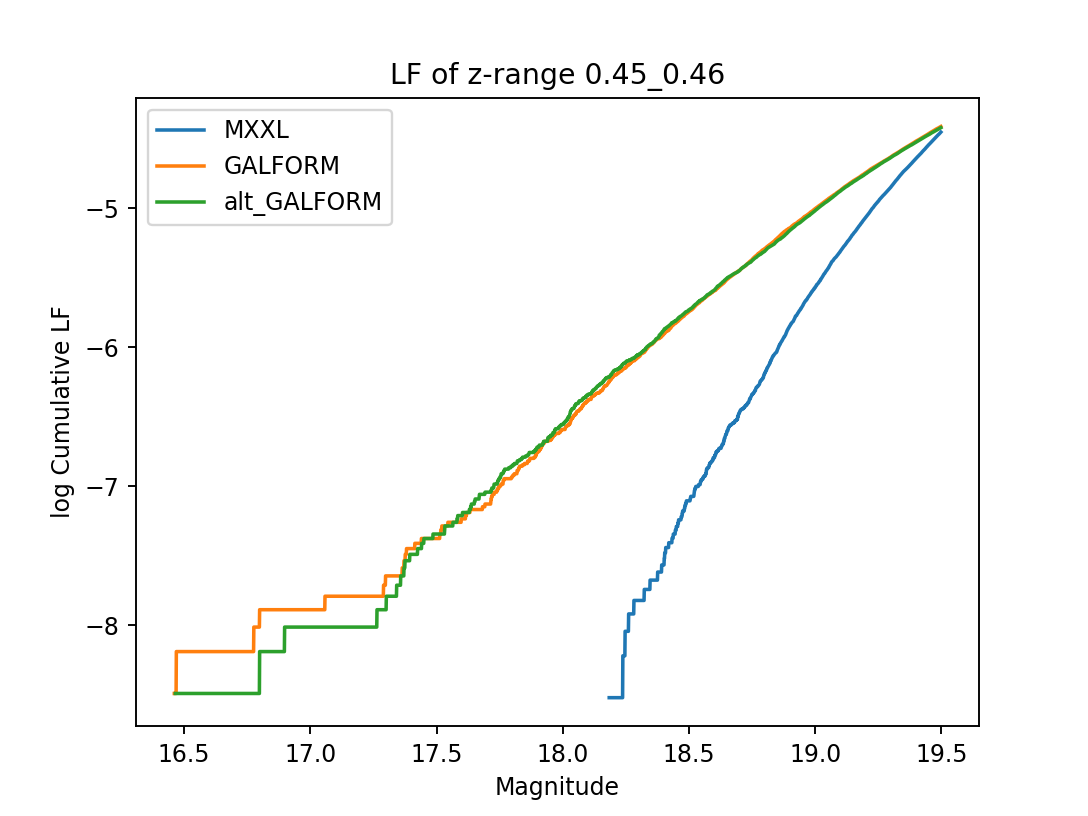 LF of z-range 0.45_0.46
MXXL
GALFORM
alt_GALFORM
log Cumulative LF
−5
−6
−7
−8
16.5 17.0 17.5 18.0 18.5 19.0 19.5
Magnitude